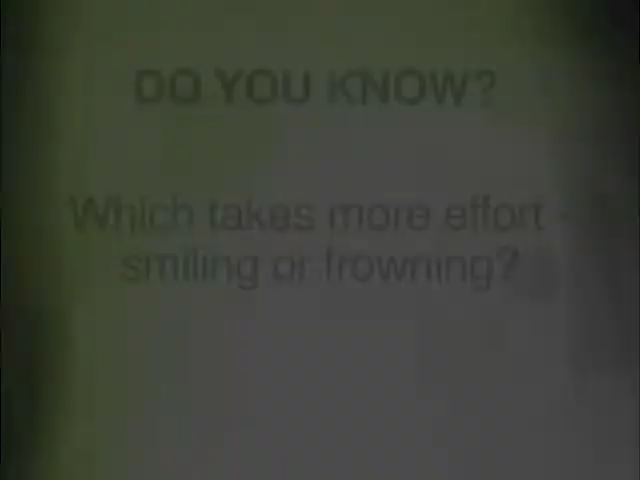 DO YOU KNOW?
Which takes more effort -
smiling or frowning?